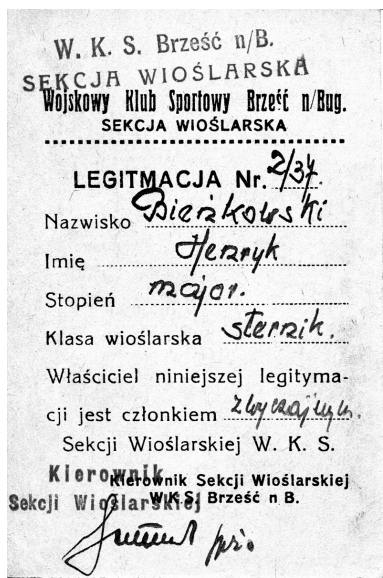 W. K. S. Brześć n/B.
SEKCJA WIOŚLARSKA
Wojskowy Klub Sportowy Brześć n/Bug.
SEKCJA WIOŚLARSKA
LEGITMACJA Nr. 2/34
Nazwisko Bieńkowski
Imię Henryk
Stopień major.
Klasa wioślarska sternik.
Właściciel niniejszej legityma-
cji jest członkiem zwyczajnym.
Sekcji Wioślarskiej W. K. S.
Kierownik
Kierownik Sekcji Wioślarskiej
Sekcji Wioślarskiej
W.K.S. Brześć n B.